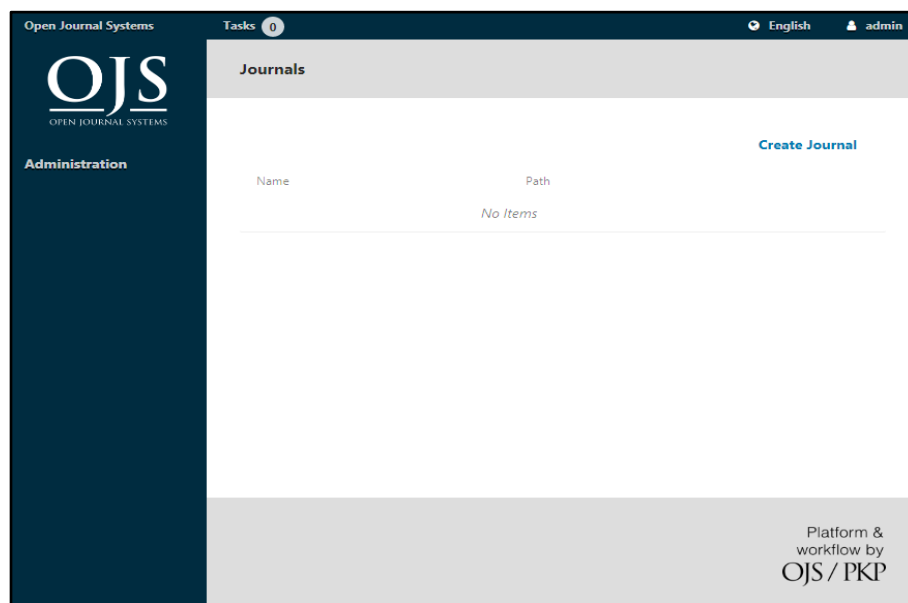 Open Journal Systems Tasks 0 English admin
OJS
OPEN JOURNAL SYSTEMS
Administration
Journals
Create Journal
Name Path
No Items
Platform &
workflow by
OJS / PKP